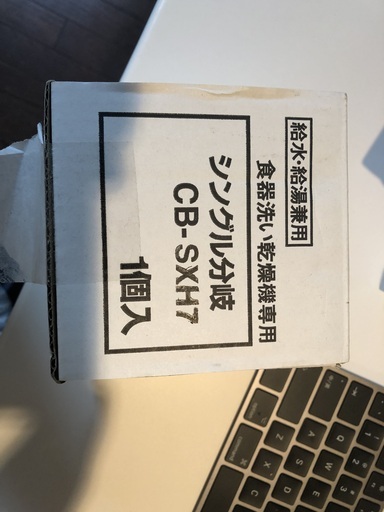 給水・給湯兼用
食器洗い乾燥機専用
シングル分岐
CB-SXH7
1個入